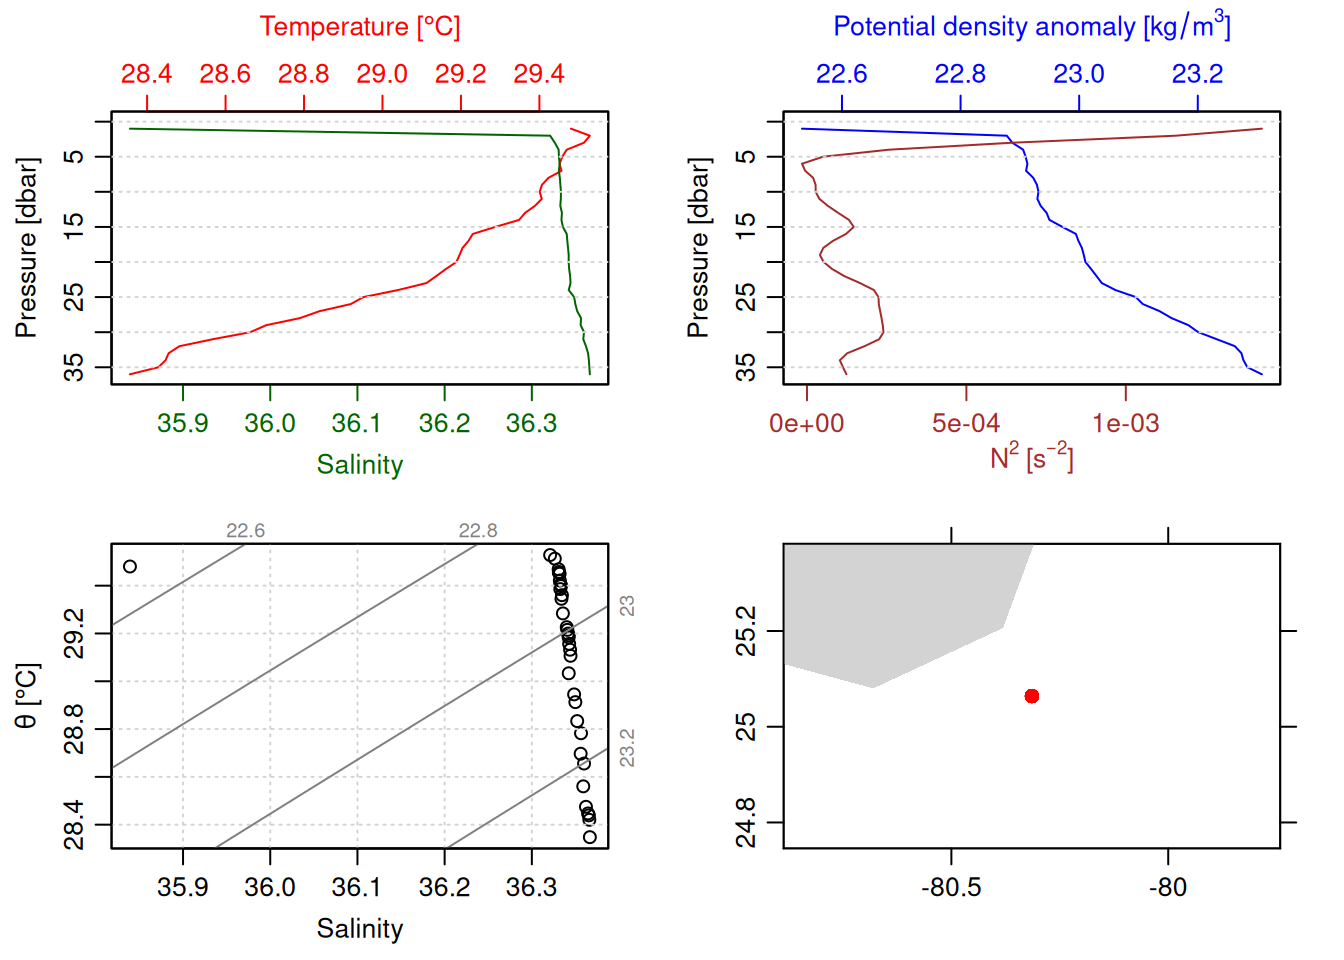 Temperature [°C]
28.4 28.6 28.8 29.0 29.2 29.4
Pressure [dbar]
5
15
25
35
35.9 36.0 36.1 36.2 36.3
Salinity
Potential density anomaly [kg/m³]
22.6 22.8 23.0 23.2
Pressure [dbar]
5
15
25
35
0e+00 5e-04 1e-03
N² [s⁻²]
22.6 22.8
23
23.2
θ [°C]
29.2
28.8
28.4
35.9 36.0 36.1 36.2 36.3
Salinity
25.2
25
24.8
-80.5 -80